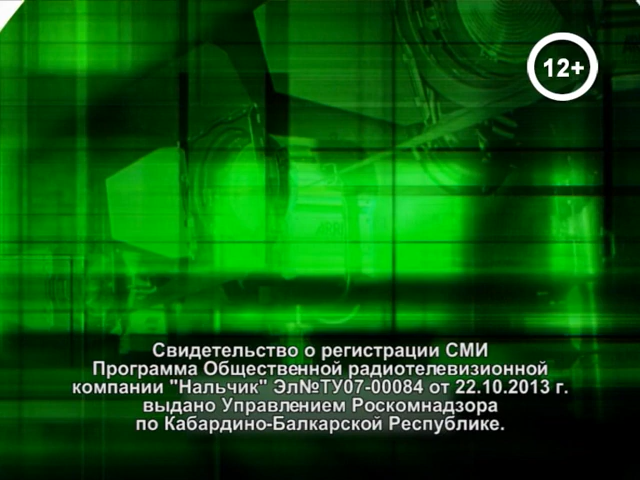 12+
Свидетельство о регистрации СМИ
Программа Общественной радиотелевизионной
компании "Нальчик" Эл№ТУ07-00084 от 22.10.2013 г.
выдано Управлением Роскомнадзора
по Кабардино-Балкарской Республике.